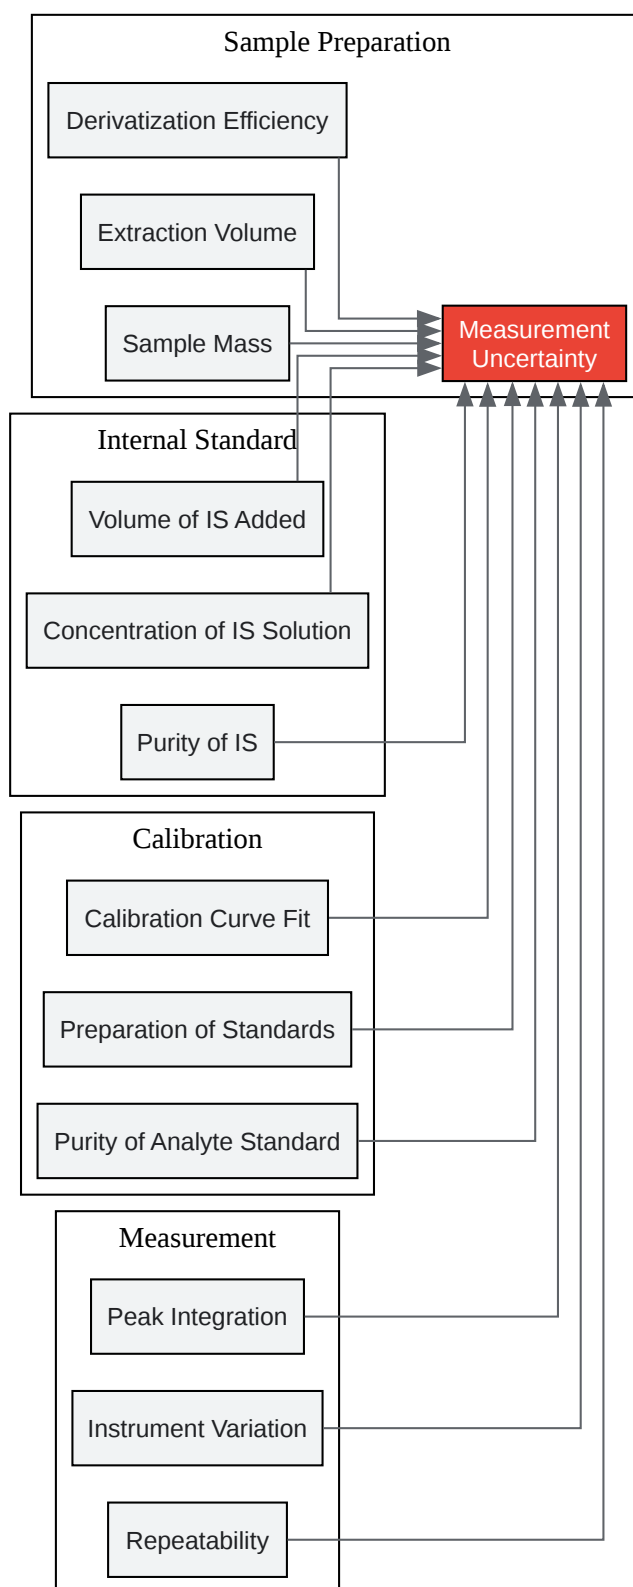 Sample Preparation
Derivatization Efficiency
Extraction Volume
Sample Mass
Measurement
Uncertainty
Internal Standard
Volume of IS Added
Concentration of IS Solution
Purity of IS
Calibration
Calibration Curve Fit
Preparation of Standards
Purity of Analyte Standard
Measurement
Peak Integration
Instrument Variation
Repeatability